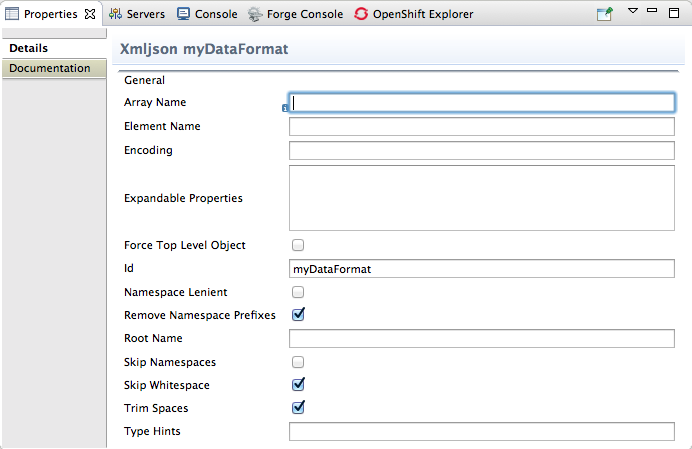 Properties Servers Console Forge Console OpenShift Explorer
Details
Documentation
Xmljson myDataFormat
General
Array Name
Element Name
Encoding
Expandable Properties
Force Top Level Object
Id myDataFormat
Namespace Lenient
Remove Namespace Prefixes
Root Name
Skip Namespaces
Skip Whitespace
Trim Spaces
Type Hints